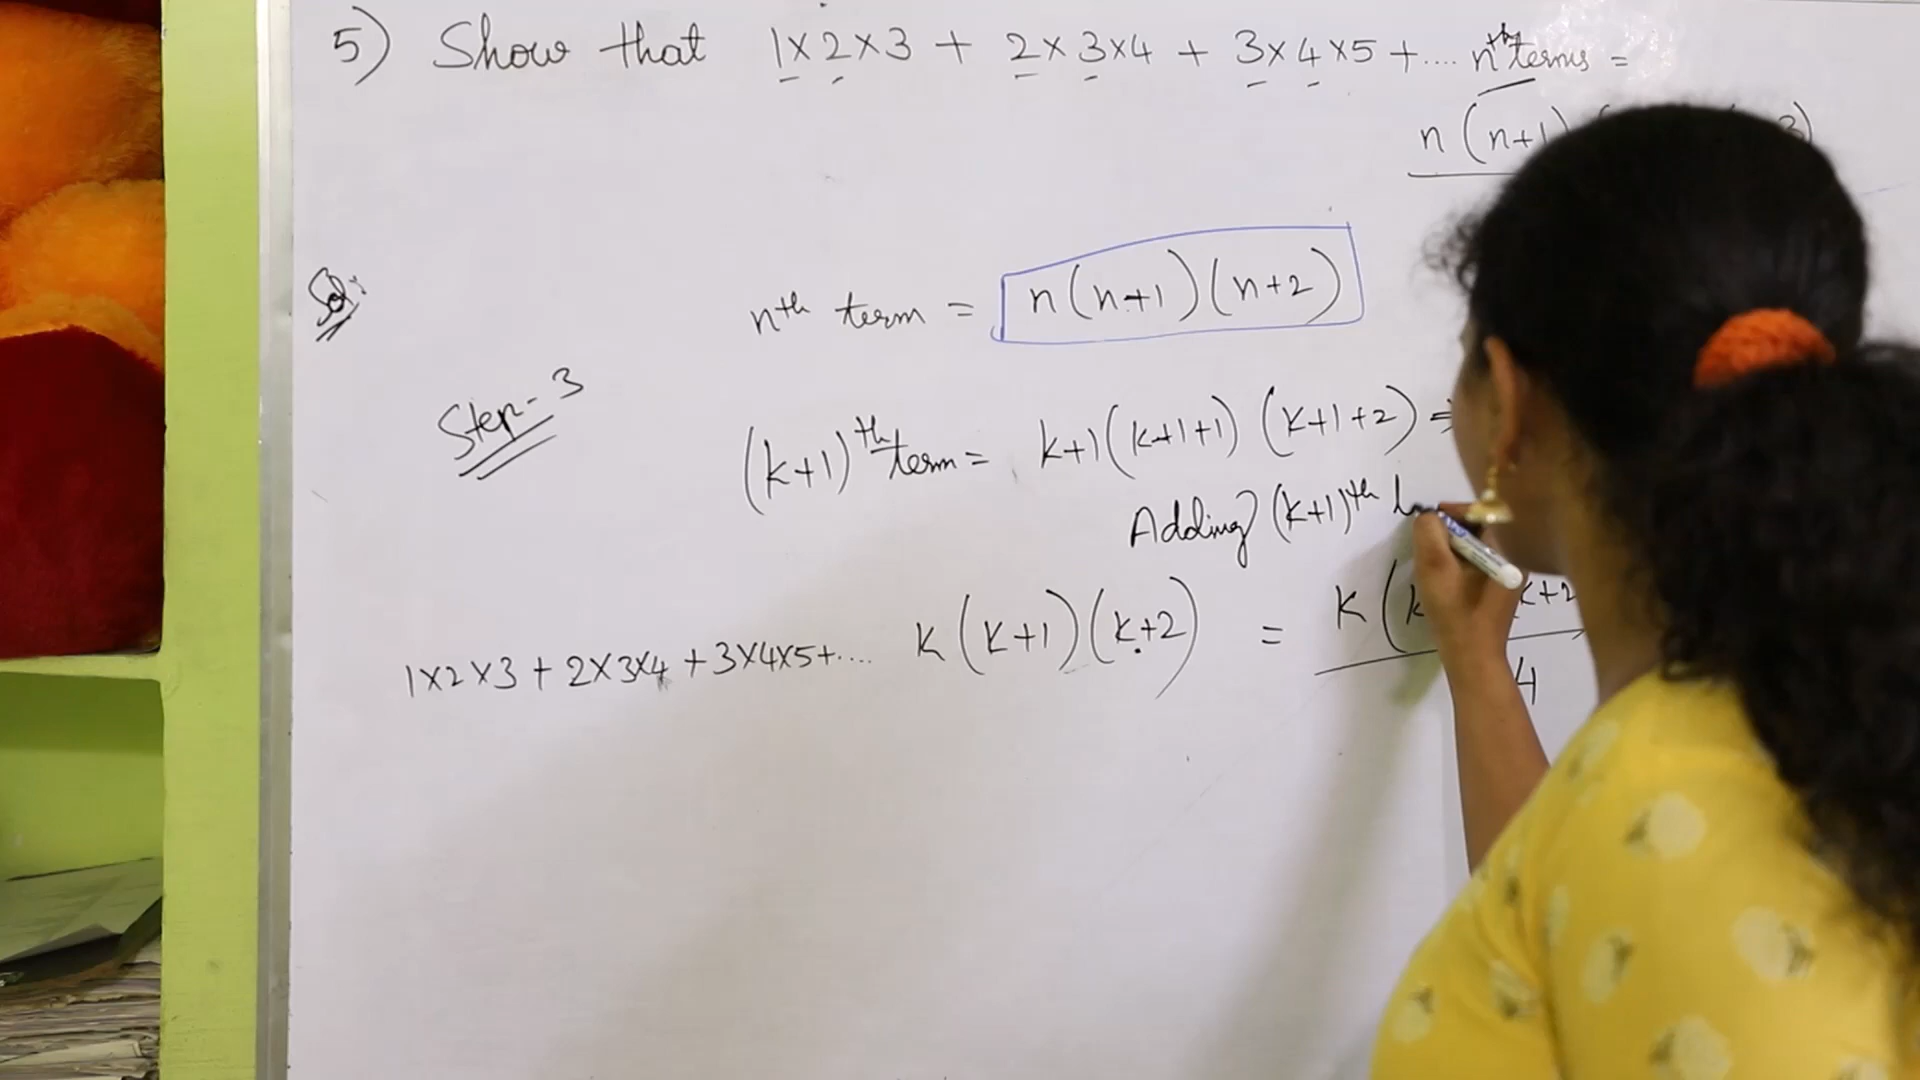 5) Show that 1×2×3 + 2×3×4 + 3×4×5 +.... nᵗʰ terms =
n(n+1) 3)
Sol:
nᵗʰ term = n(n+1)(n+2)
Step-3
(k+1)ᵗʰ term = k+1(k+1+1)(k+1+2) ⇒
Adding (k+1)ᵗʰ
1×2×3 + 2×3×4 + 3×4×5+.... k(k+1)(k+2) = k(k k+2
4